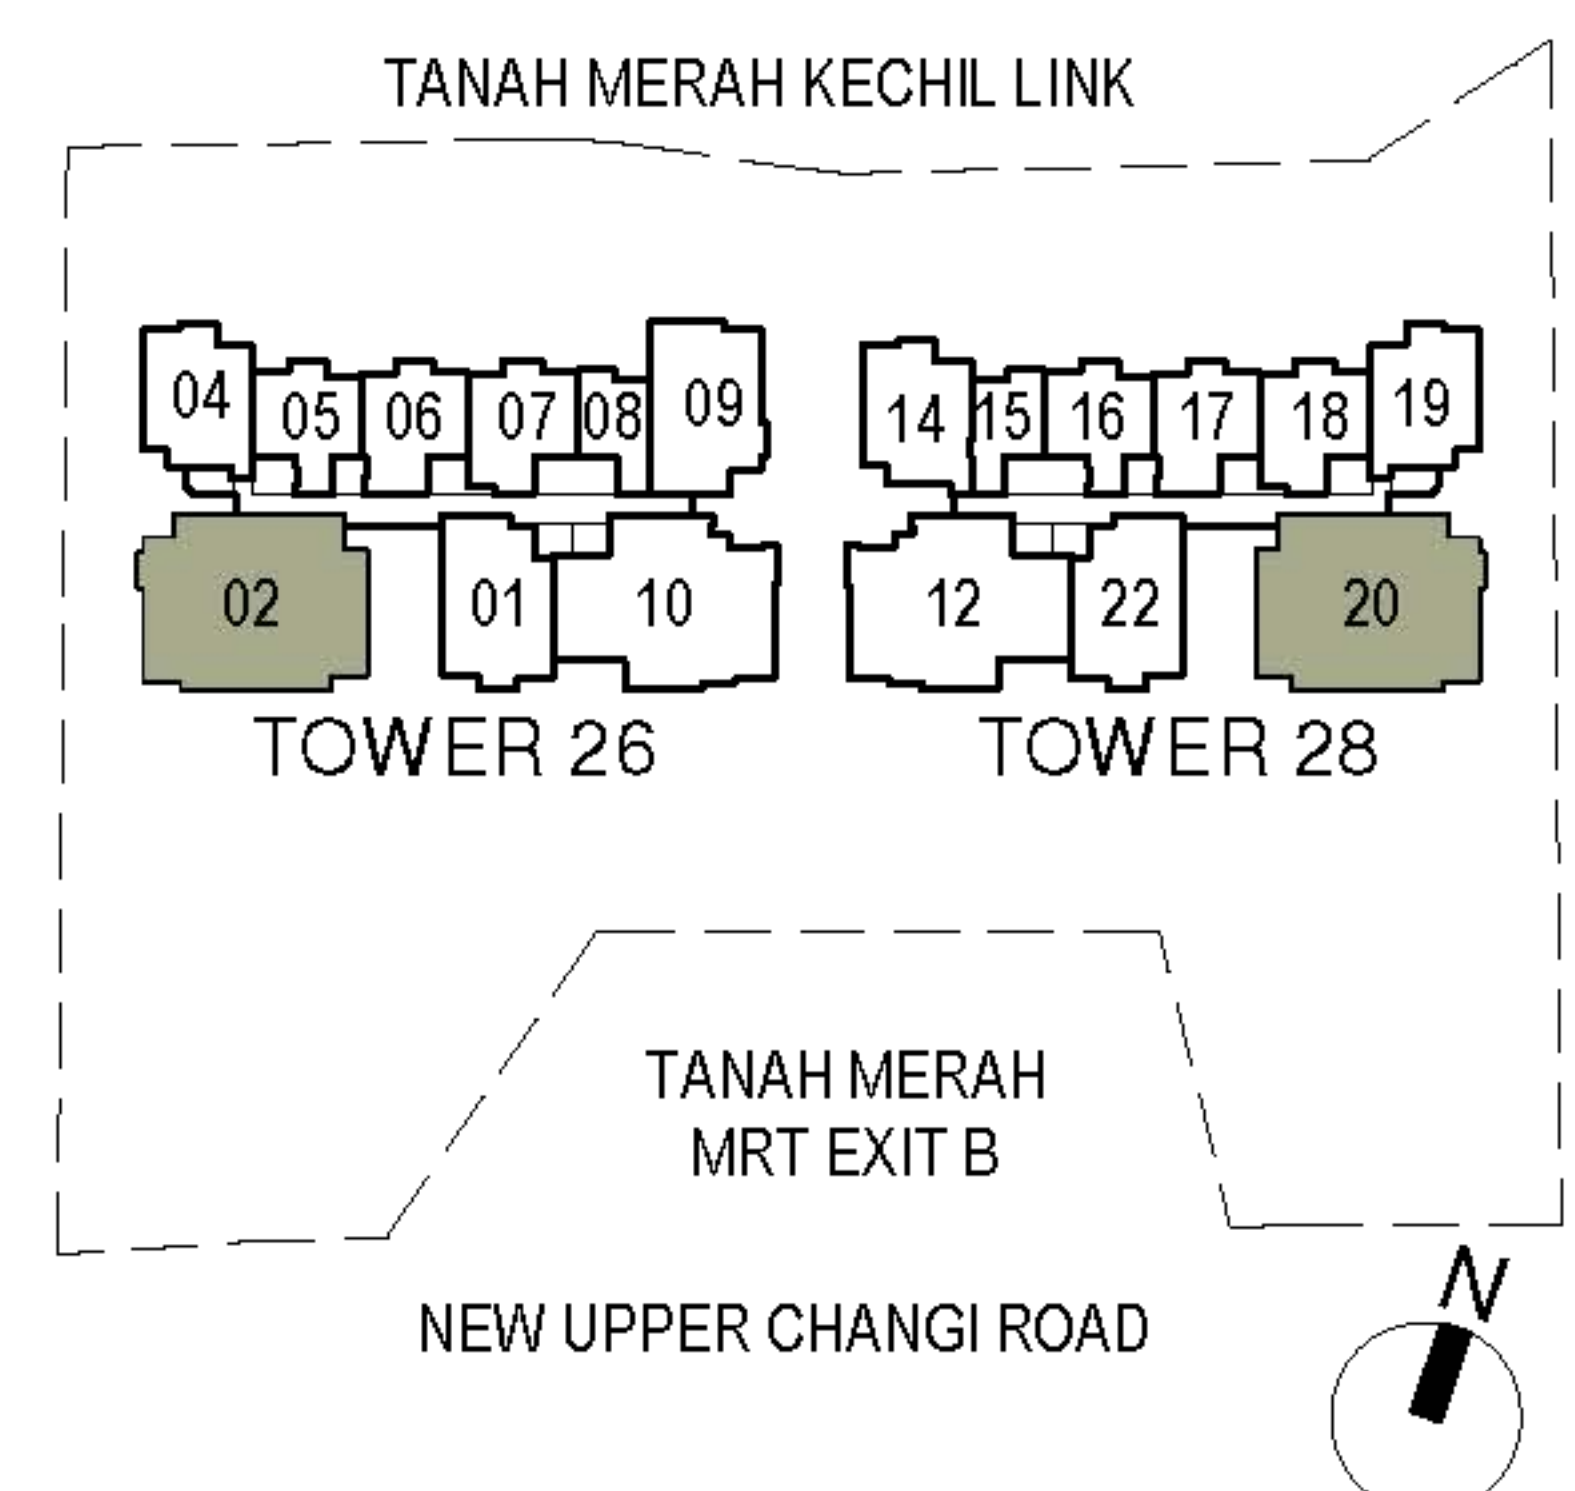 TANAH MERAH KECHIL LINK
04 05 06 07 08 09 14 15 16 17 18 19
02 01 10 12 22 20
TOWER 26 TOWER 28
TANAH MERAH
MRT EXIT B
NEW UPPER CHANGI ROAD
N